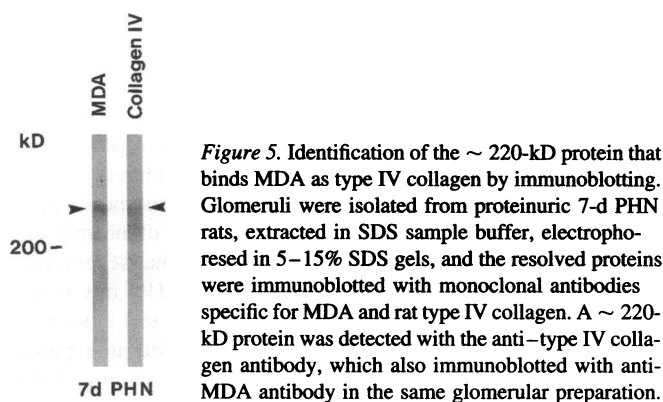 MDA
Collagen IV
kD
200
7d PHN
Figure 5. Identification of the ~ 220-kD protein that
binds MDA as type IV collagen by immunoblotting.
Glomeruli were isolated from proteinuric 7-d PHN
rats, extracted in SDS sample buffer, electropho-
resed in 5–15% SDS gels, and the resolved proteins
were immunoblotted with monoclonal antibodies
specific for MDA and rat type IV collagen. A ~ 220-
kD protein was detected with the anti–type IV colla-
gen antibody, which also immunoblotted with anti-
MDA antibody in the same glomerular preparation.